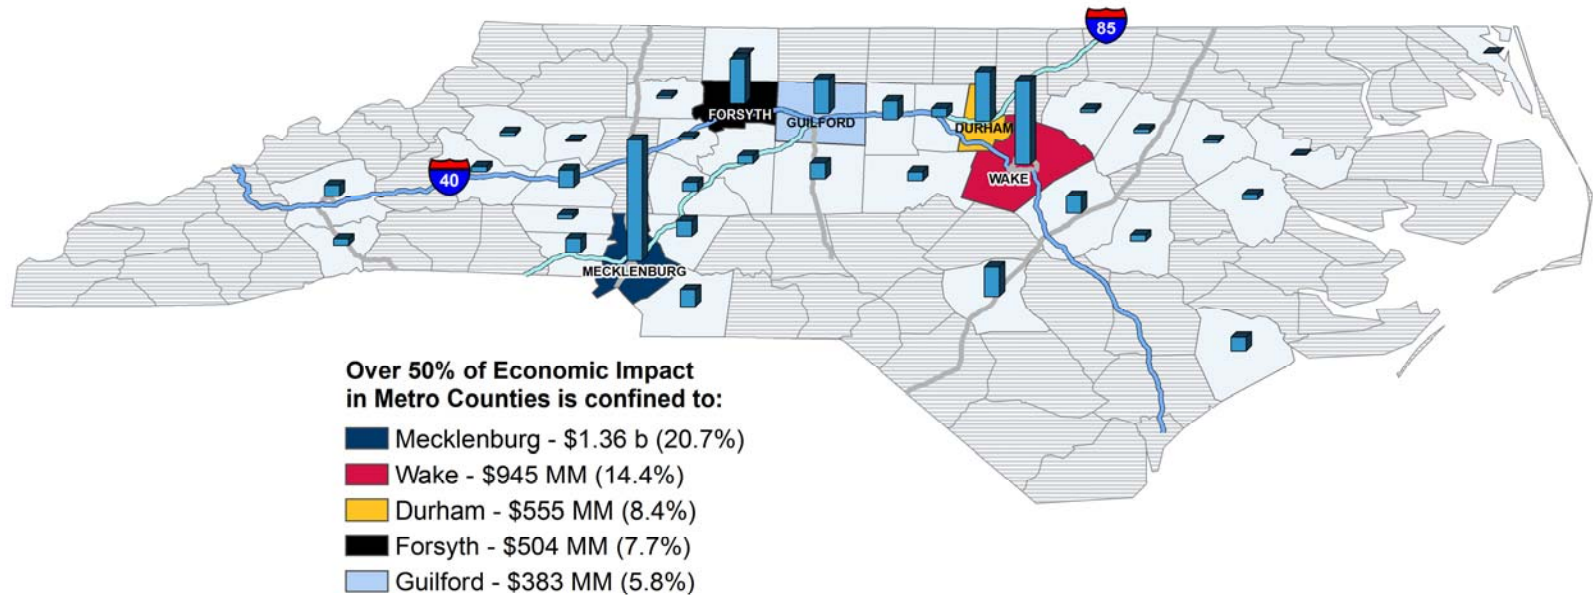 85
FORSYTH
GUILFORD
DURHAM
40
WAKE
MECKLENBURG
Over 50% of Economic Impact
in Metro Counties is confined to:
Mecklenburg - $1.36 b (20.7%)
Wake - $945 MM (14.4%)
Durham - $555 MM (8.4%)
Forsyth - $504 MM (7.7%)
Guilford - $383 MM (5.8%)